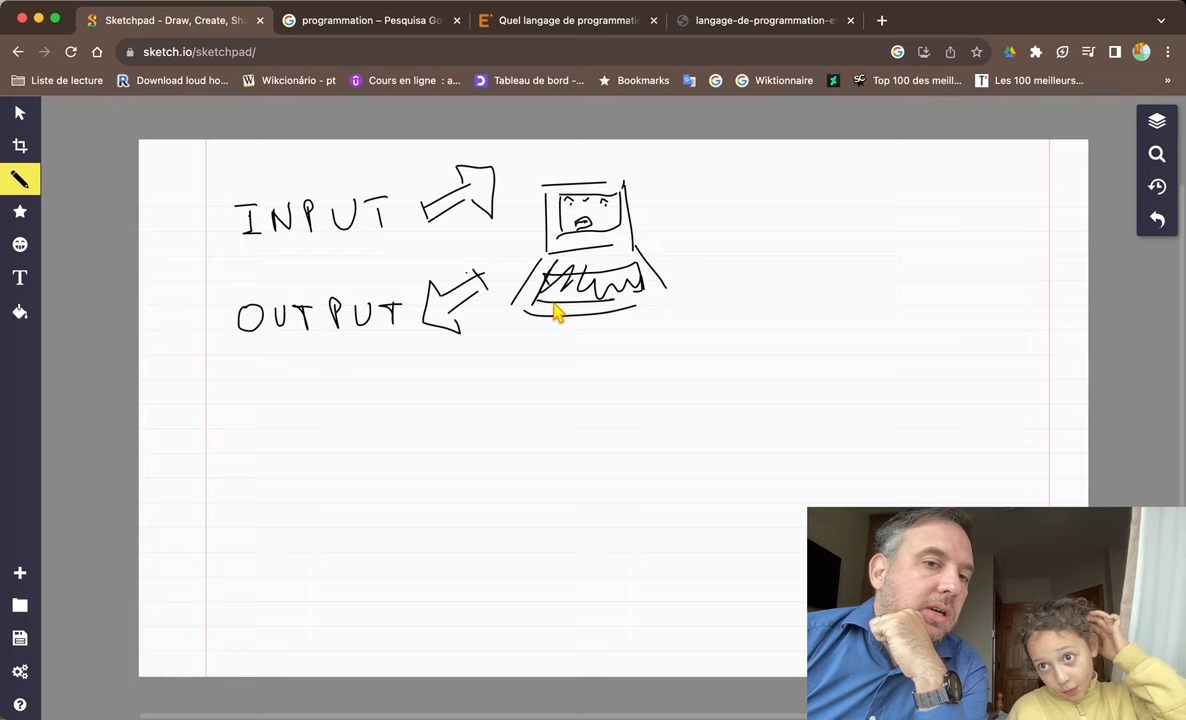 Sketchpad - Draw, Create, Sha
programmation – Pesquisa Go
Quel langage de programmati
langage-de-programmation-e
sketch.io/sketchpad/
Liste de lecture
Download loud ho...
Wikcionário - pt
Cours en ligne : a...
Tableau de bord -...
Bookmarks
Wiktionnaire
Top 100 des meill...
Les 100 meilleurs...
»
INPUT
OUTPUT